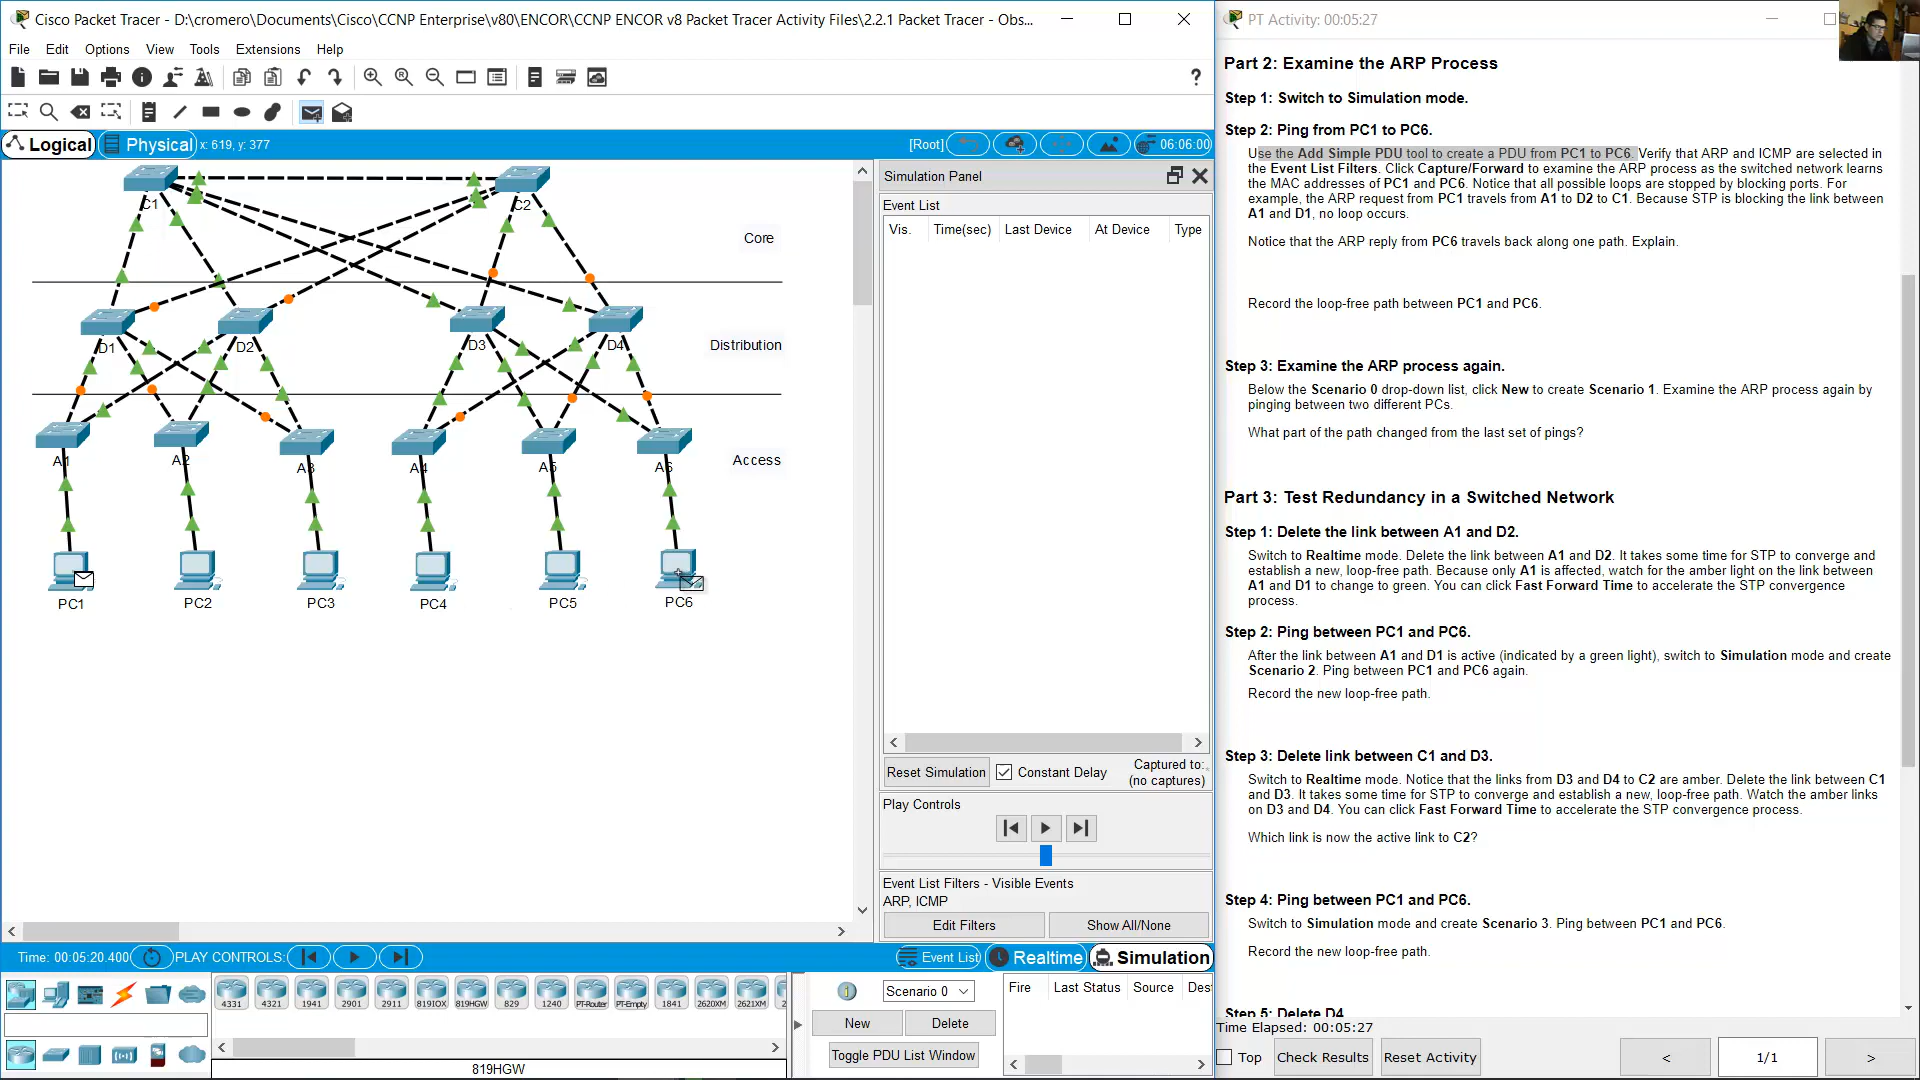 Cisco Packet Tracer - D:\cromero\Documents\Cisco\CCNP Enterprise\v80\ENCOR\CCNP ENCOR v8 Packet Tracer Activity Files\2.2.1 Packet Tracer - Obs...
File Edit Options View Tools Extensions Help
?
Logical Physical x: 619, y: 377 [Root] 06:06:00
C1 C2
Core
D1 D2 D3 D4 Distribution
A1 A2 A3 A4 A5 A6 Access
PC1 PC2 PC3 PC4 PC5 PC6
Simulation Panel
Event List
Vis. Time(sec) Last Device At Device Type
Reset Simulation Constant Delay Captured to:
(no captures)
Play Controls
Event List Filters - Visible Events
ARP, ICMP
Edit Filters Show All/None
Time: 00:05:20.400 PLAY CONTROLS: Event List Realtime Simulation
4331 4321 1941 2901 2911 819IOX 819HGW 829 1240 PT-Router PT-Empty 1841 2620XM 2621XM 2
819HGW
Scenario 0
New Delete
Toggle PDU List Window
Fire Last Status Source Dest
PT Activity: 00:05:27
Part 2: Examine the ARP Process
Step 1: Switch to Simulation mode.
Step 2: Ping from PC1 to PC6.
Use the Add Simple PDU tool to create a PDU from PC1 to PC6. Verify that ARP and ICMP are selected in
the Event List Filters. Click Capture/Forward to examine the ARP process as the switched network learns
the MAC addresses of PC1 and PC6. Notice that all possible loops are stopped by blocking ports. For
example, the ARP request from PC1 travels from A1 to D2 to C1. Because STP is blocking the link between
A1 and D1, no loop occurs.
Notice that the ARP reply from PC6 travels back along one path. Explain.
Record the loop-free path between PC1 and PC6.
Step 3: Examine the ARP process again.
Below the Scenario 0 drop-down list, click New to create Scenario 1. Examine the ARP process again by
pinging between two different PCs.
What part of the path changed from the last set of pings?
Part 3: Test Redundancy in a Switched Network
Step 1: Delete the link between A1 and D2.
Switch to Realtime mode. Delete the link between A1 and D2. It takes some time for STP to converge and
establish a new, loop-free path. Because only A1 is affected, watch for the amber light on the link between
A1 and D1 to change to green. You can click Fast Forward Time to accelerate the STP convergence
process.
Step 2: Ping between PC1 and PC6.
After the link between A1 and D1 is active (indicated by a green light), switch to Simulation mode and create
Scenario 2. Ping between PC1 and PC6 again.
Record the new loop-free path.
Step 3: Delete link between C1 and D3.
Switch to Realtime mode. Notice that the links from D3 and D4 to C2 are amber. Delete the link between C1
and D3. It takes some time for STP to converge and establish a new, loop-free path. Watch the amber links
on D3 and D4. You can click Fast Forward Time to accelerate the STP convergence process.
Which link is now the active link to C2?
Step 4: Ping between PC1 and PC6.
Switch to Simulation mode and create Scenario 3. Ping between PC1 and PC6.
Record the new loop-free path.
Step 5: Delete D4
Time Elapsed: 00:05:27
Top Check Results Reset Activity < 1/1 >